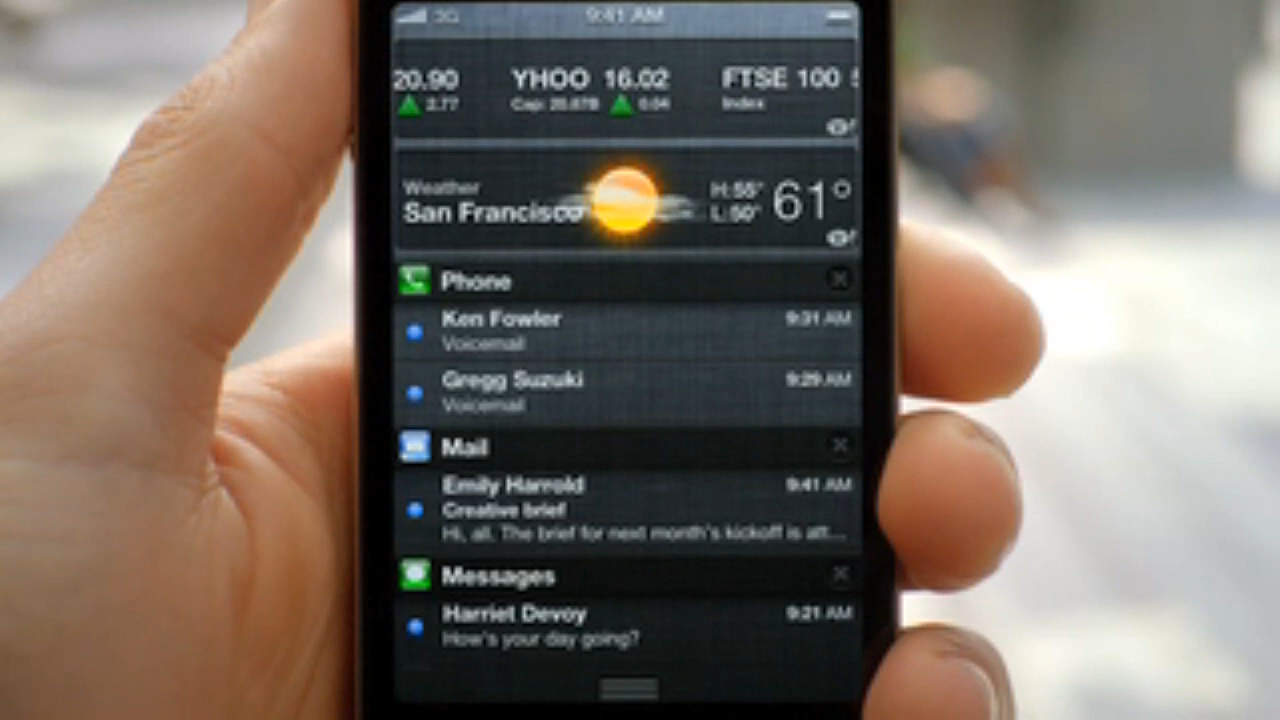 3G 9:41 AM
20.90 YHOO 16.02 FTSE 100
2.77 Cap: 20.87B 0.04 Index
Weather H:55° 61°
San Francisco L:50°
Phone
Ken Fowler 9:31 AM
Voicemail
Gregg Suzuki 9:29 AM
Voicemail
Mail
Emily Harrold 9:41 AM
Creative brief
Hi, all. The brief for next month's kickoff is att...
Messages
Harriet Devoy 9:21 AM
How's your day going?